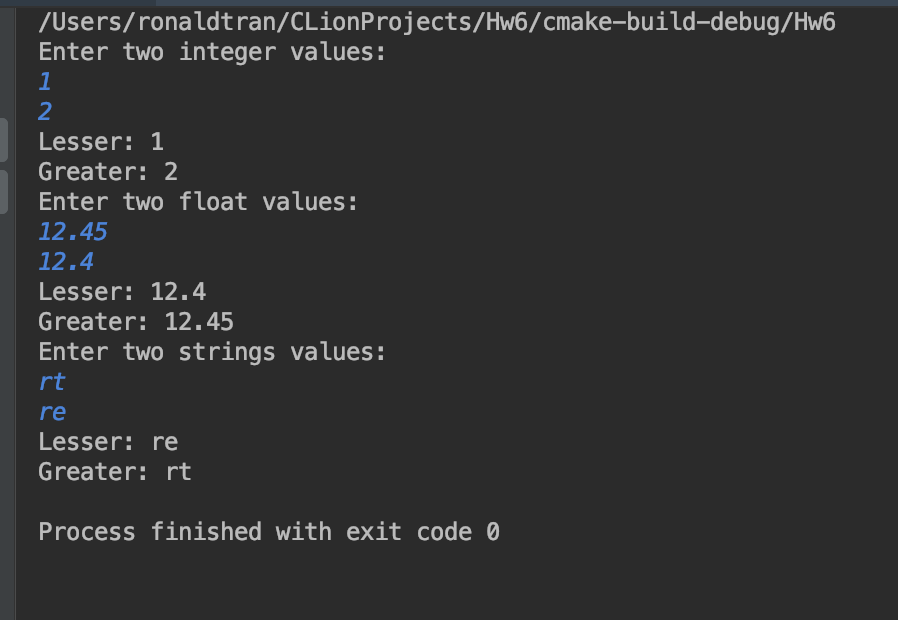 /Users/ronaldtran/CLionProjects/Hw6/cmake-build-debug/Hw6
Enter two integer values:
1
2
Lesser: 1
Greater: 2
Enter two float values:
12.45
12.4
Lesser: 12.4
Greater: 12.45
Enter two strings values:
rt
re
Lesser: re
Greater: rt
Process finished with exit code 0